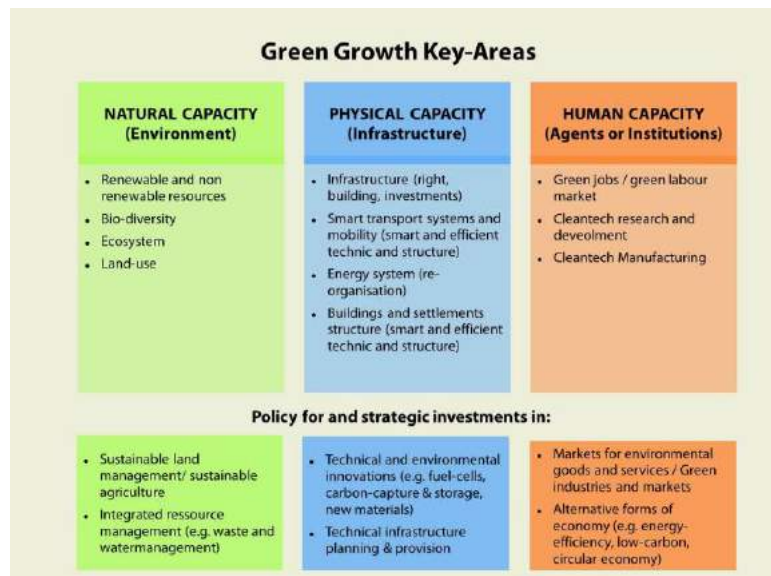 Green Growth Key-Areas
NATURAL CAPACITY
(Environment)
• Renewable and non
renewable resources
• Bio-diversity
• Ecosystem
• Land-use
PHYSICAL CAPACITY
(Infrastructure)
• Infrastructure (right,
building, investments)
• Smart transport systems and
mobility (smart and efficient
technic and structure)
• Energy system (re-
organisation)
• Buildings and settlements
structure (smart and efficient
technic and structure)
HUMAN CAPACITY
(Agents or Institutions)
• Green jobs / green labour
market
• Cleantech research and
deveolment
• Cleantech Manufacturing
Policy for and strategic investments in:
• Sustainable land
management/ sustainable
agriculture
• Integrated ressource
management (e.g. waste and
watermanagement)
• Technical and environmental
innovations (e.g. fuel-cells,
carbon-capture & storage,
new materials)
• Technical infrastructure
planning & provision
• Markets for environmental
goods and services / Green
industries and markets
• Alternative forms of
economy (e.g. energy-
efficiency, low-carbon,
circular economy)